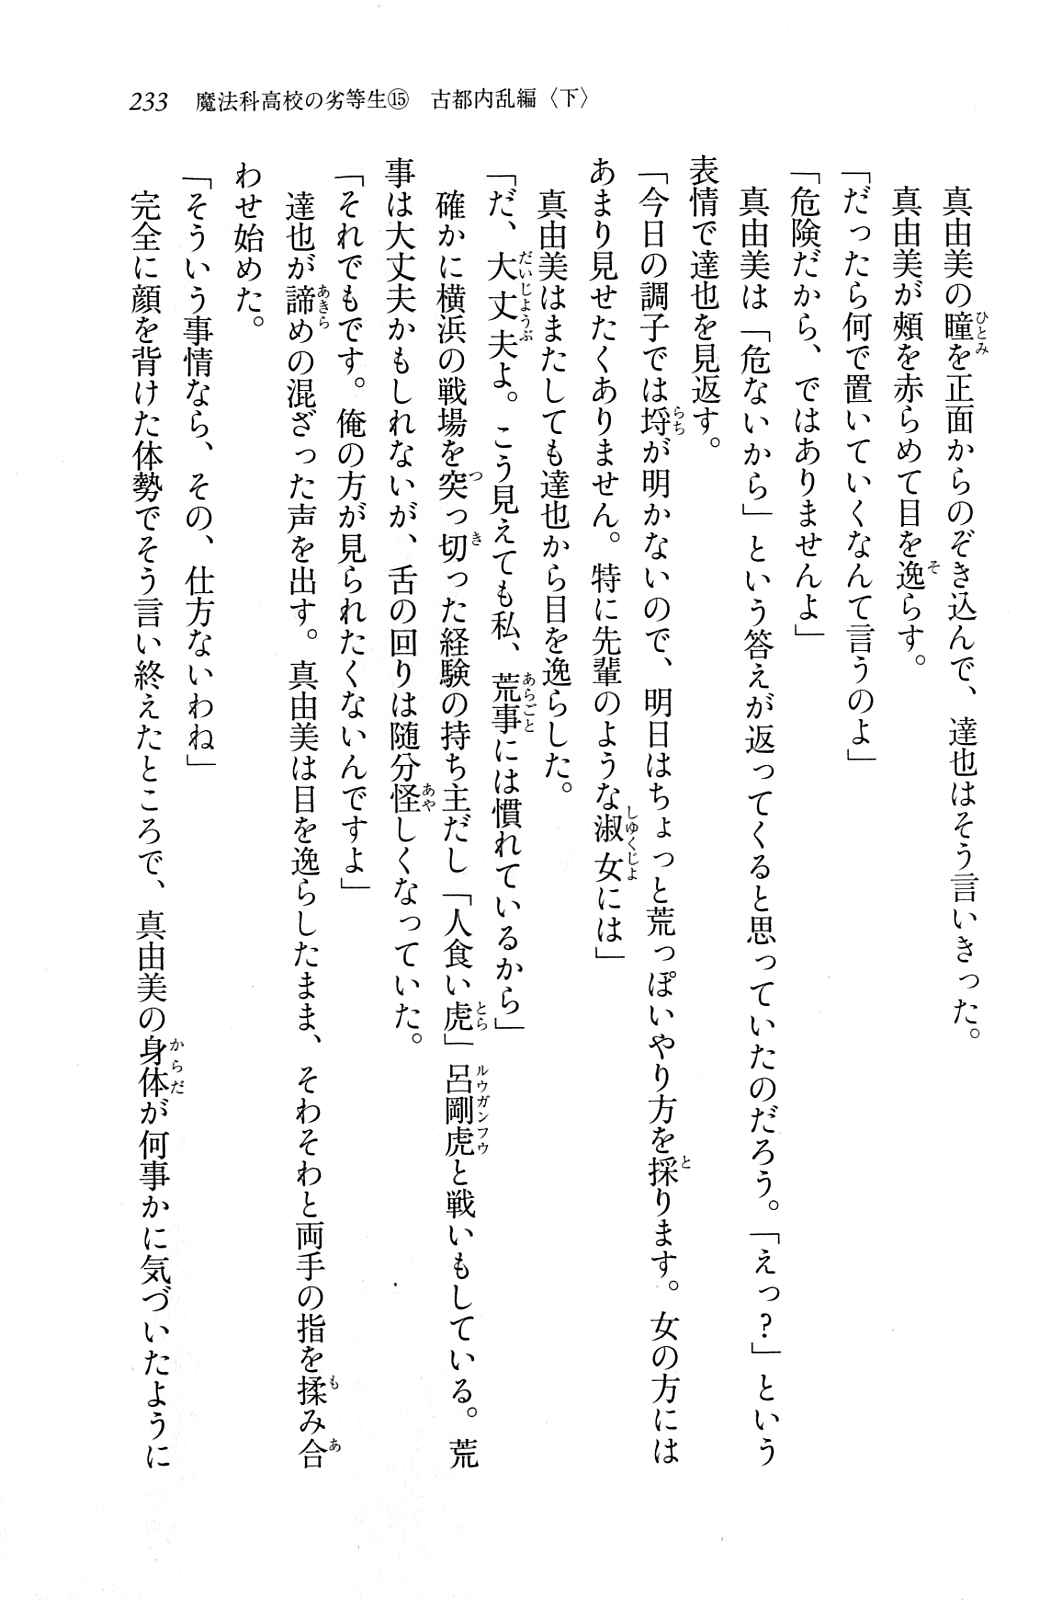 233 魔法科高校の劣等生⑮ 古都内乱編〈下〉
真由美の瞳を正面からのぞき込んで、達也はそう言いきった。
真由美が頰を赤らめて目を逸らす。
「だったら何で置いていくなんて言うのよ」
「危険だから、ではありませんよ」
真由美は「危ないから」という答えが返ってくると思っていたのだろう。「えっ？」という
表情で達也を見返す。
「今日の調子では埒が明かないので、明日はちょっと荒っぽいやり方を採ります。女の方には
あまり見せたくありません。特に先輩のような淑女には」
真由美はまたしても達也から目を逸らした。
「だ、大丈夫よ。こう見えても私、荒事には慣れているから」
確かに横浜の戦場を突っ切った経験の持ち主だし「人食い虎」呂剛虎と戦いもしている。荒
事は大丈夫かもしれないが、舌の回りは随分怪しくなっていた。
「それでもです。俺の方が見られたくないんですよ」
達也が諦めの混ざった声を出す。真由美は目を逸らしたまま、そわそわと両手の指を揉み合
わせ始めた。
「そういう事情なら、その、仕方ないわね」
完全に顔を背けた体勢でそう言い終えたところで、真由美の身体が何事かに気づいたように